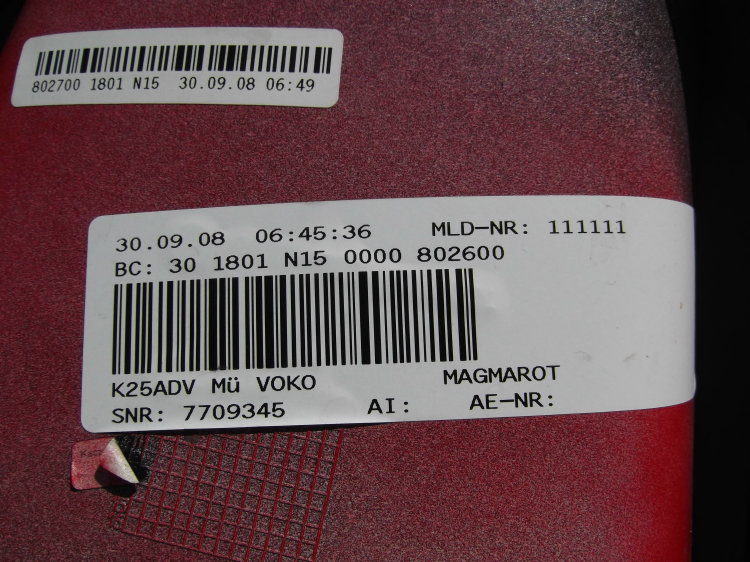 802700 1801 N15 30.09.08 06:49
30.09.08 06:45:36 MLD-NR: 111111
BC: 30 1801 N15 0000 802600
K25ADV Mü VOKO MAGMAROT
SNR: 7709345 AI: AE-NR: